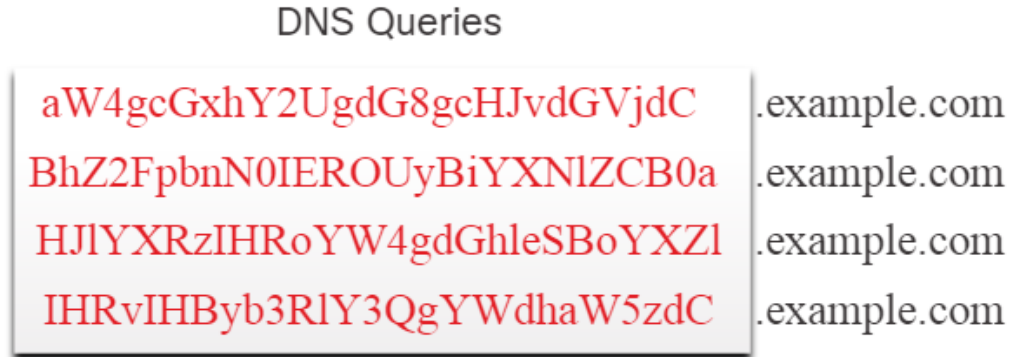 DNS Queries
aW4gcGxhY2UgdG8gcHJvdGVjdC .example.com
BhZ2FpbnN0IEROUyBiYXNlZCB0a .example.com
HJlYXRzIHRoYW4gdGhleSBoYXZl .example.com
IHRvIHByb3RlY3QgYWdhaW5zdC .example.com